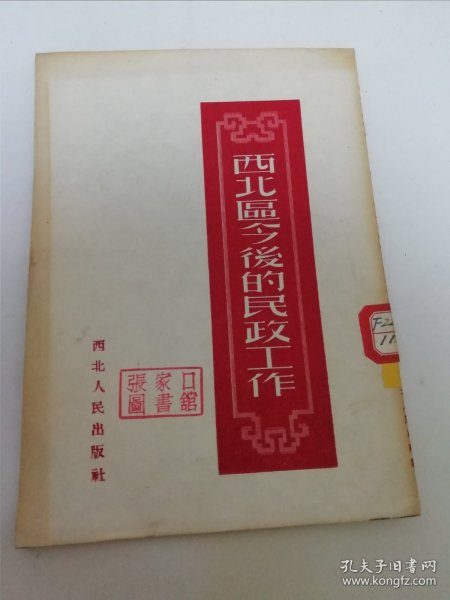 西北區今後的民政工作
西北人民出版社
張家口
圖書館
孔夫子旧书网
www.kongfz.com